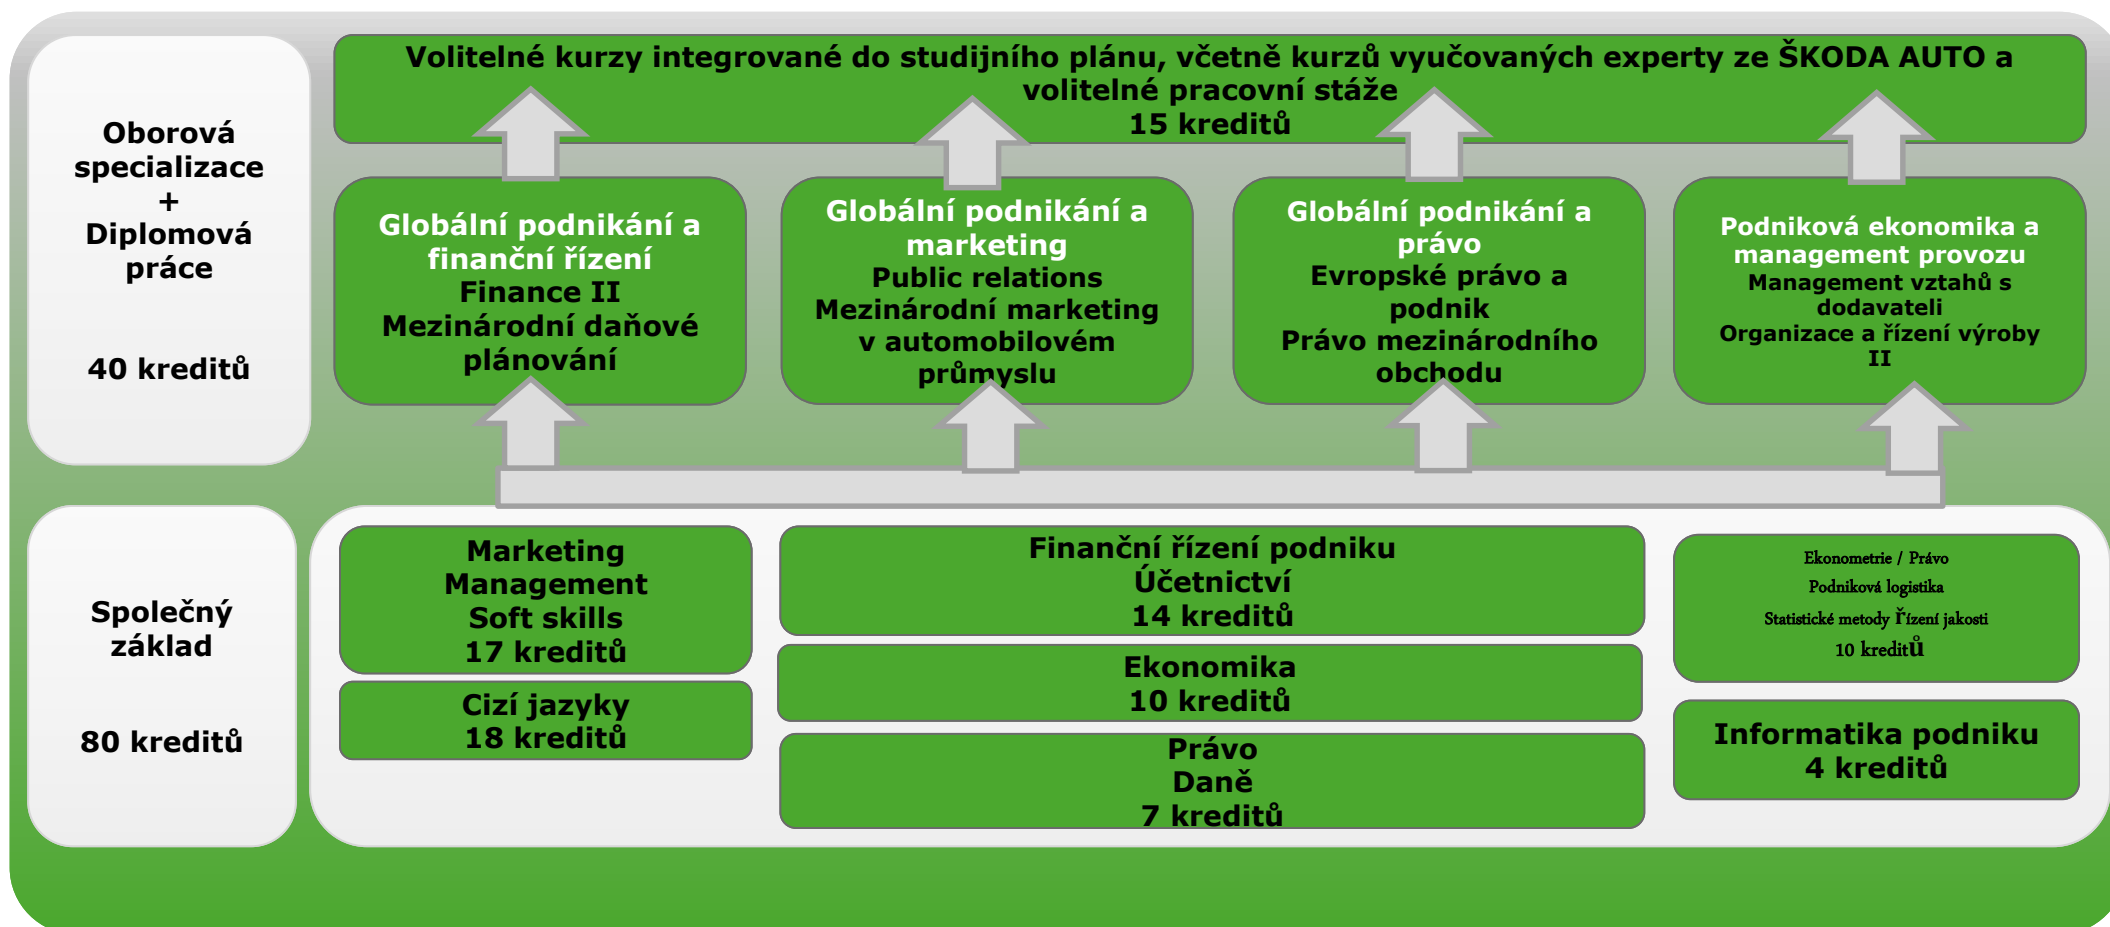 Volitelné kurzy integrované do studijního plánu, včetně kurzů vyučovaných experty ze ŠKODA AUTO a
volitelné pracovní stáže
15 kreditů
Oborová
specializace
+
Diplomová
práce
40 kreditů
Globální podnikání a
finanční řízení
Finance II
Mezinárodní daňové
plánování
Globální podnikání a
marketing
Public relations
Mezinárodní marketing
v automobilovém
průmyslu
Globální podnikání a
právo
Evropské právo a
podnik
Právo mezinárodního
obchodu
Podniková ekonomika a
management provozu
Management vztahů s
dodavateli
Organizace a řízení výroby
II
Společný
základ
80 kreditů
Marketing
Management
Soft skills
17 kreditů
Cizí jazyky
18 kreditů
Finanční řízení podniku
Účetnictví
14 kreditů
Ekonomika
10 kreditů
Právo
Daně
7 kreditů
Ekonometrie / Právo
Podniková logistika
Statistické metody řízení jakosti
10 kreditů
Informatika podniku
4 kreditů